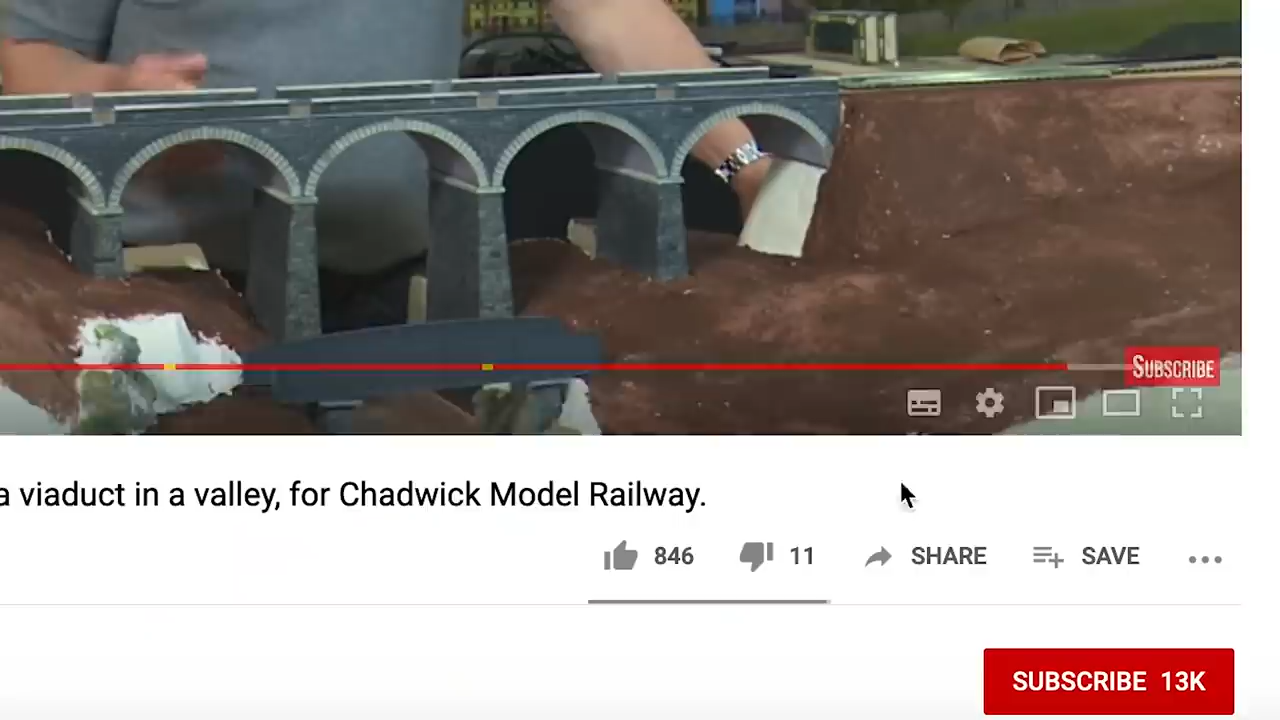 SUBSCRIBE
a viaduct in a valley, for Chadwick Model Railway.
846 11 SHARE SAVE
SUBSCRIBE 13K